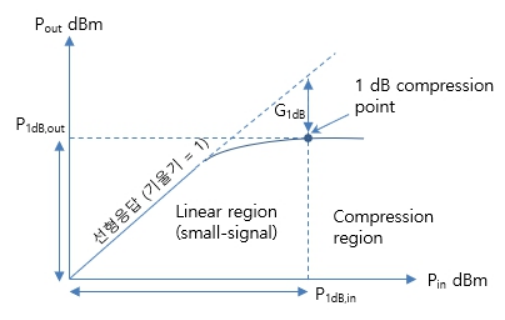 Pout dBm
1 dB compression
point
G1dB
P1dB,out
선형응답 (기울기 = 1)
Linear region
(small-signal)
Compression
region
Pin dBm
P1dB,in